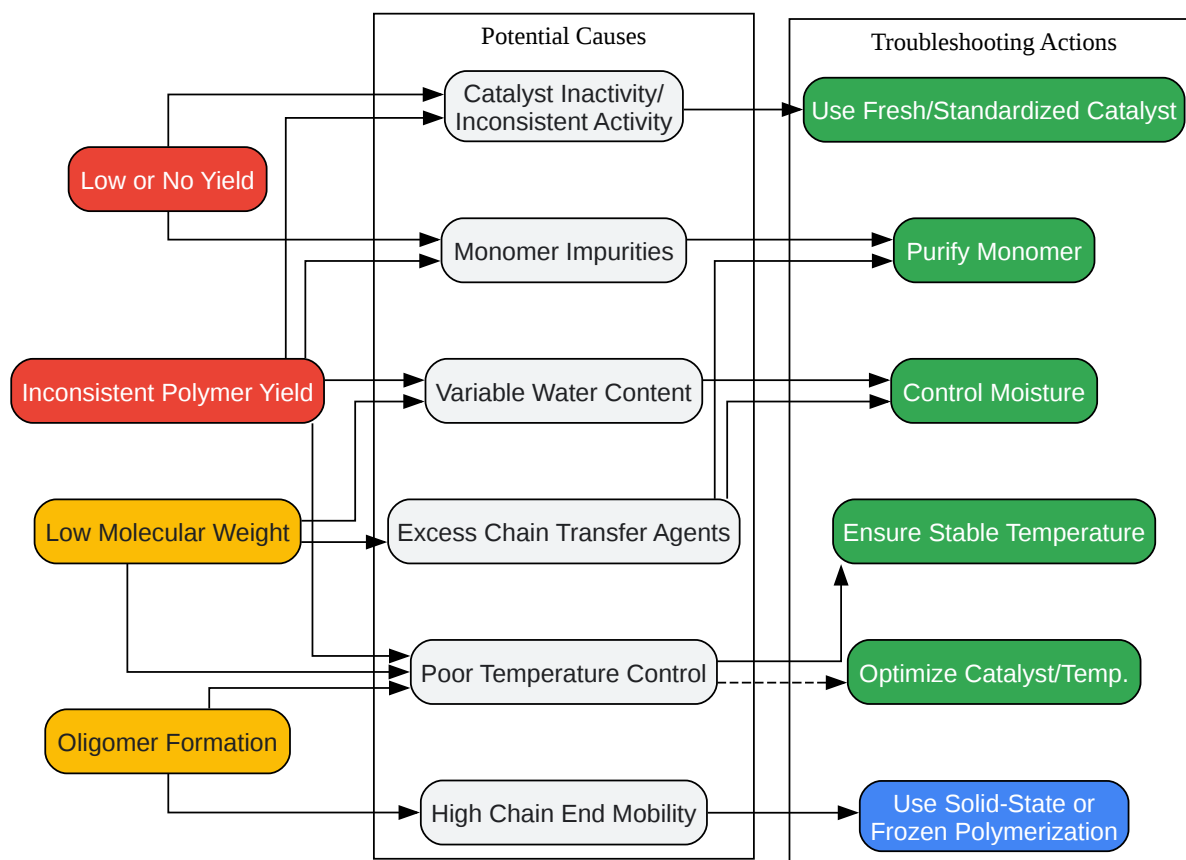 Potential Causes
Troubleshooting Actions
Catalyst Inactivity/
Inconsistent Activity
Use Fresh/Standardized Catalyst
Low or No Yield
Monomer Impurities
Purify Monomer
Inconsistent Polymer Yield
Variable Water Content
Control Moisture
Low Molecular Weight
Excess Chain Transfer Agents
Ensure Stable Temperature
Poor Temperature Control
Optimize Catalyst/Temp.
Oligomer Formation
High Chain End Mobility
Use Solid-State or
Frozen Polymerization